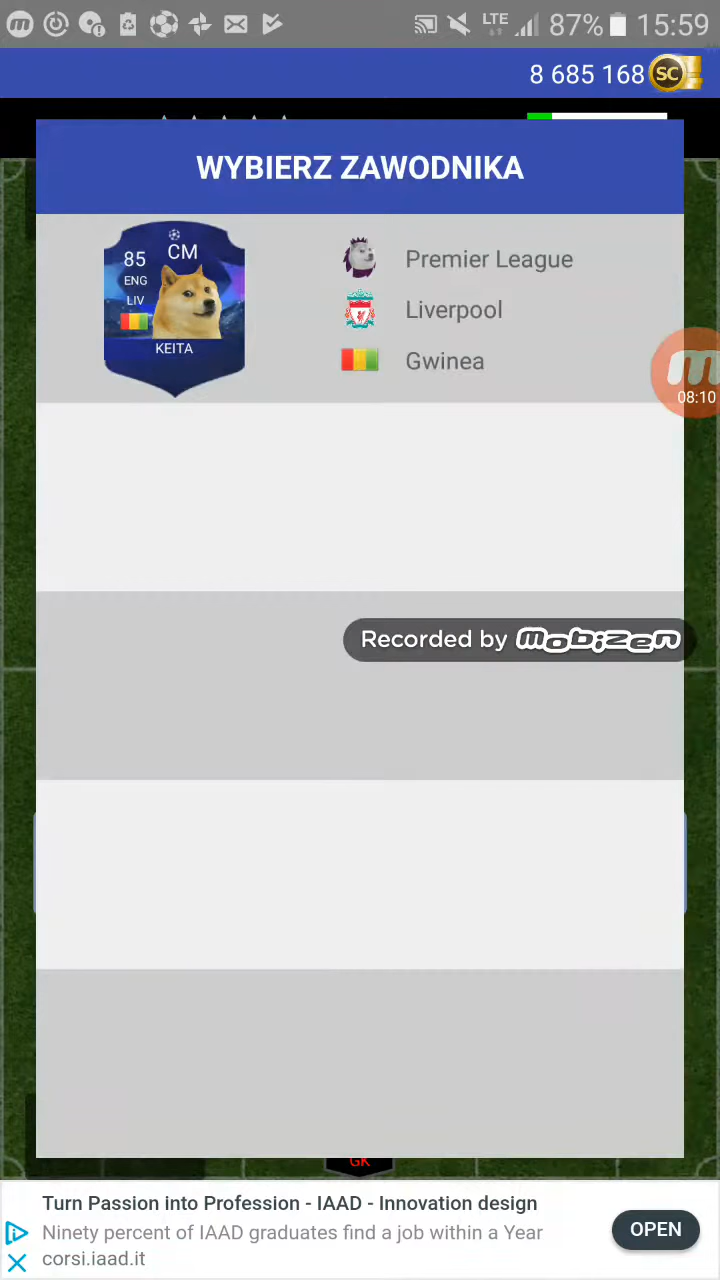 LTE 87% 15:59
8 685 168 SC
WYBIERZ ZAWODNIKA
85 CM
ENG
LIV
KEITA
Premier League
Liverpool
Gwinea
08:10
Recorded by mobizen
GK
Turn Passion into Profession - IAAD - Innovation design
Ninety percent of IAAD graduates find a job within a Year
corsi.iaad.it
OPEN